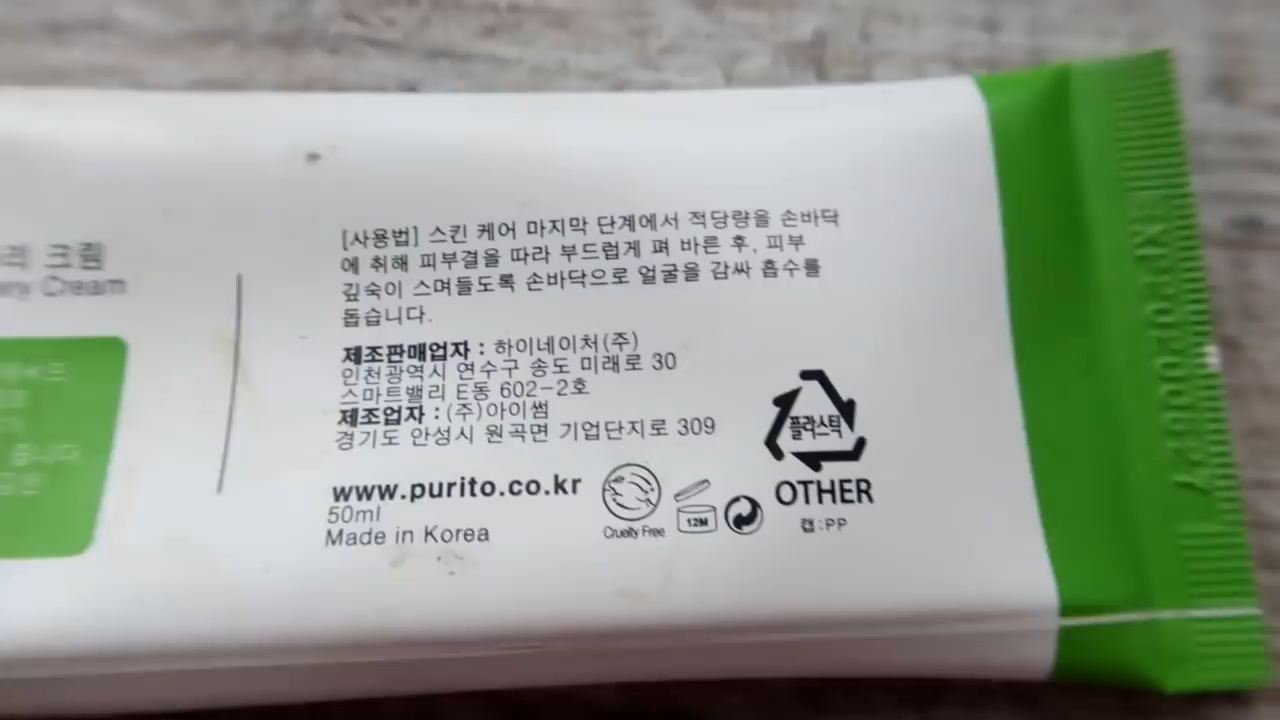 크림
Cream
[사용법] 스킨 케어 마지막 단계에서 적당량을 손바닥
에 취해 피부결을 따라 부드럽게 펴 바른 후, 피부
깊숙이 스며들도록 손바닥으로 얼굴을 감싸 흡수를
돕습니다.
제조판매업자 : 하이네이처(주)
인천광역시 연수구 송도 미래로 30
스마트밸리 E동 602-2호
제조업자 : (주)아이썸
경기도 안성시 원곡면 기업단지로 309
www.purito.co.kr
50ml
Made in Korea
Cruelty Free
12M
플라스틱
OTHER
캡:PP